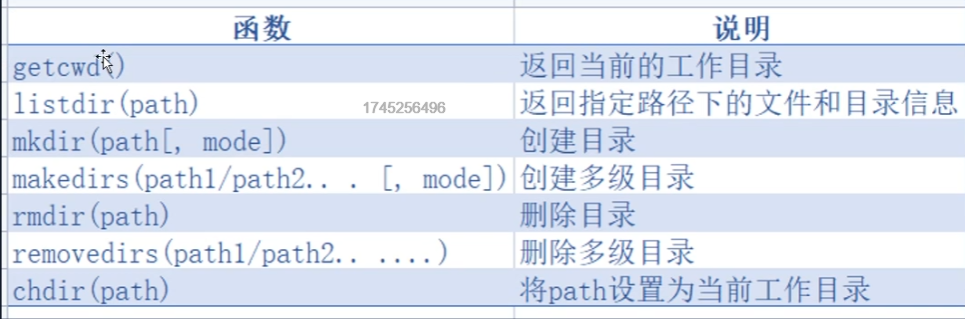 函数 说明
getcwd() 返回当前的工作目录
listdir(path) 1745256496 返回指定路径下的文件和目录信息
mkdir(path[, mode]) 创建目录
makedirs(path1/path2.. . [, mode]) 创建多级目录
rmdir(path) 删除目录
removedirs(path1/path2.. ....) 删除多级目录
chdir(path) 将path设置为当前工作目录